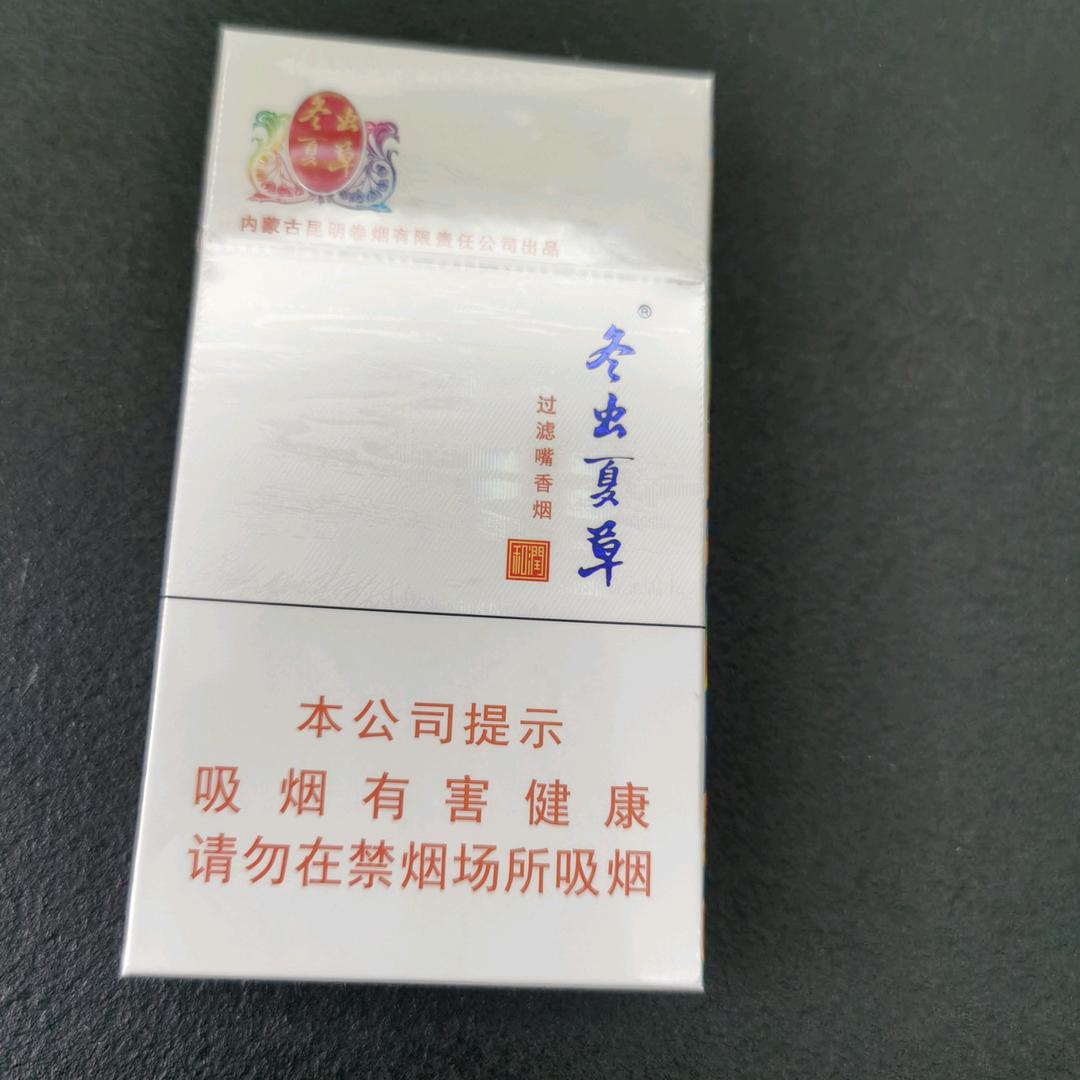 冬虫
夏草
内蒙古昆明卷烟有限责任公司出品
®
冬虫夏草
过滤嘴香烟
和潤
本公司提示
吸烟有害健康
请勿在禁烟场所吸烟